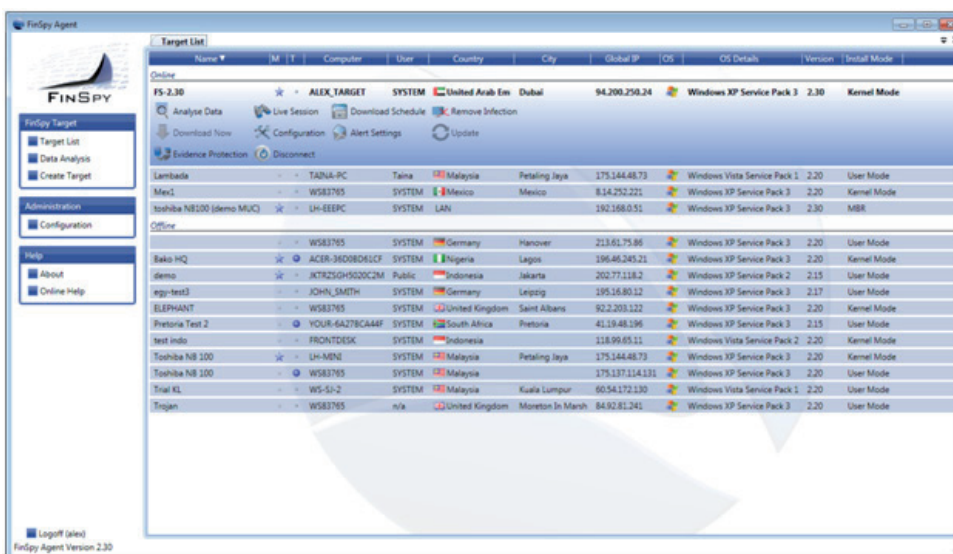 FinSpy Agent
Target List
Name M T Computer User Country City Global IP OS OS Details Version Install Mode
Online
FS-2.30 ALEX_TARGET SYSTEM United Arab Em Dubai 94.200.250.24 Windows XP Service Pack 3 2.30 Kernel Mode
Analyse Data Live Session Download Schedule Remove Infection
Download Now Configuration Alert Settings Update
Evidence Protection Disconnect
Lambada TAINA-PC Taina Malaysia Petaling Jaya 175.144.48.73 Windows Vista Service Pack 1 2.20 User Mode
Mex1 WS83765 SYSTEM Mexico Mexico 8.14.252.221 Windows XP Service Pack 3 2.20 Kernel Mode
toshiba NB100 (demo MUC) LH-EEEPC SYSTEM LAN 192.168.0.51 Windows XP Service Pack 3 2.30 MBR
Offline
WS83765 SYSTEM Germany Hanover 213.61.75.86 Windows XP Service Pack 3 2.20 User Mode
Bako HQ ACER-36D0BD61CF SYSTEM Nigeria Lagos 196.46.245.21 Windows XP Service Pack 3 2.20 Kernel Mode
demo JKTRZSGH5020C2M Public Indonesia Jakarta 202.77.118.2 Windows XP Service Pack 2 2.15 User Mode
egy-test3 JOHN_SMITH SYSTEM Germany Leipzig 195.16.80.12 Windows XP Service Pack 3 2.17 User Mode
ELEPHANT COMPUTER SYSTEM United Kingdom Saint Albans 92.2.203.122 Windows XP Service Pack 3 2.20 Kernel Mode
Pretoria Test 2 YOUR-6A27BCA44F SYSTEM South Africa Pretoria 41.19.48.196 Windows XP Service Pack 3 2.15 User Mode
test indo FRONTDESK SYSTEM Indonesia 118.99.65.11 Windows Vista Service Pack 2 2.20 User Mode
Toshiba NB 100 LH-MINI SYSTEM Malaysia Petaling Jaya 175.144.48.73 Windows XP Service Pack 3 2.20 Kernel Mode
Toshiba NB 100 WS83765 SYSTEM Malaysia 175.137.114.131 Windows XP Service Pack 3 2.20 User Mode
Trial KL WS-SJ-2 SYSTEM Malaysia Kuala Lumpur 60.54.172.130 Windows Vista Service Pack 1 2.20 User Mode
Trojan WS83765 n/a United Kingdom Moreton In Marsh 84.92.81.241 Windows XP Service Pack 3 2.20 User Mode
FINSPY
FinSpy Target
Target List
Data Analysis
Create Target
Administration
Configuration
Help
About
Online Help
Logoff (alex)
FinSpy Agent Version 2.30